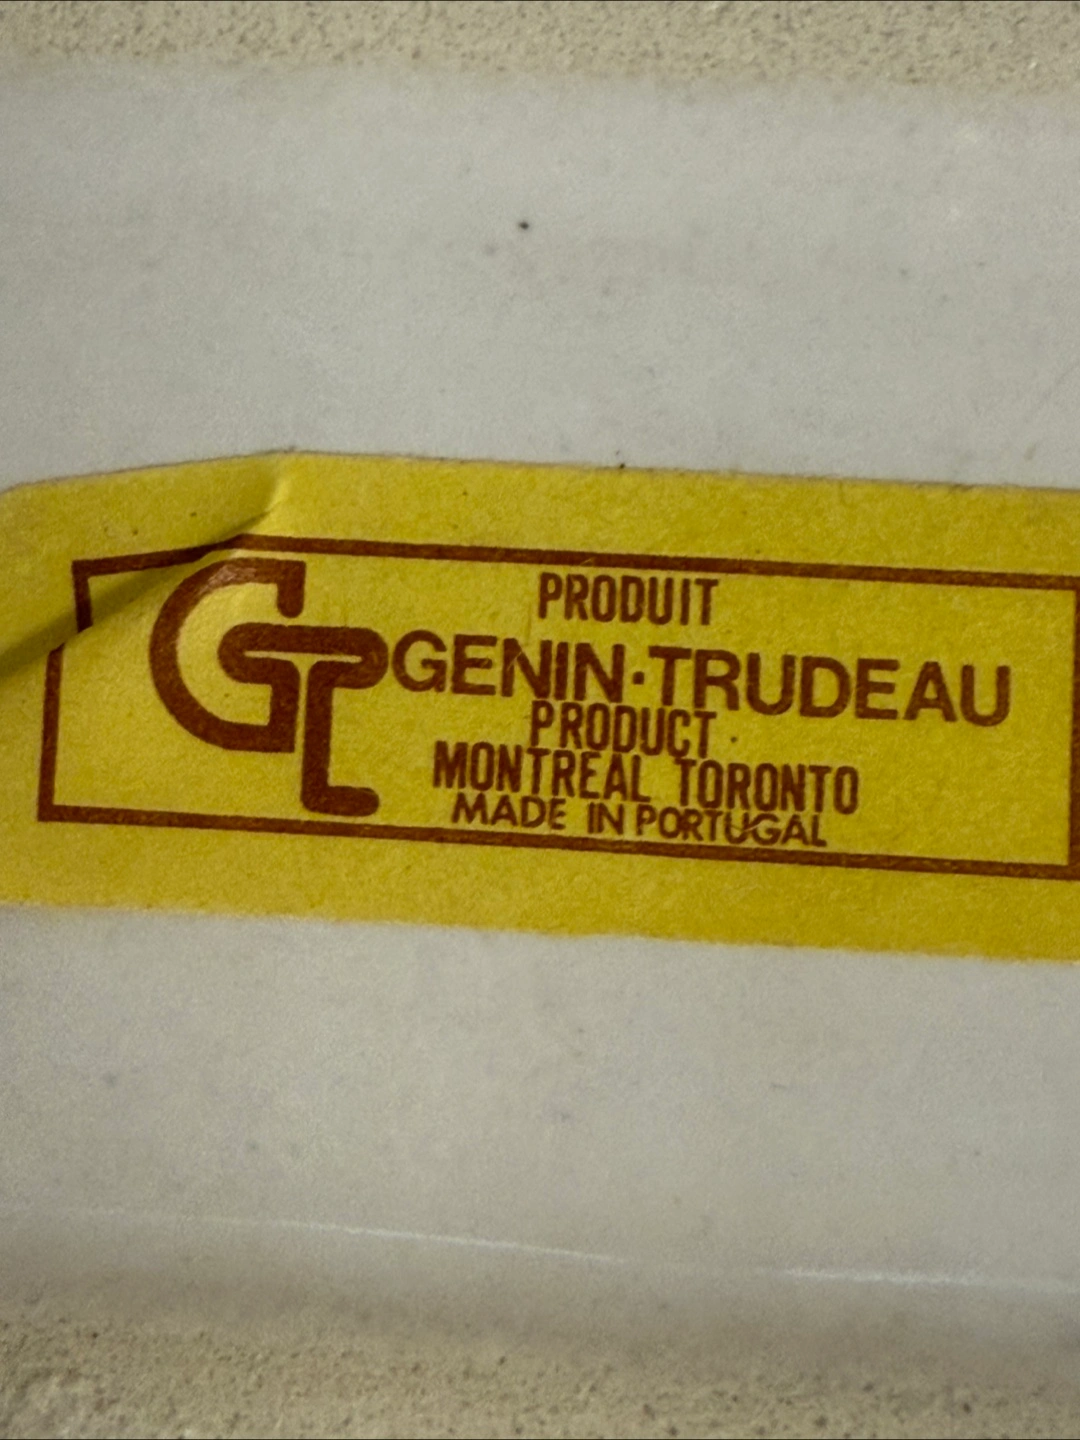 GT
PRODUIT
GENIN·TRUDEAU
PRODUCT
MONTREAL TORONTO
MADE IN PORTUGAL